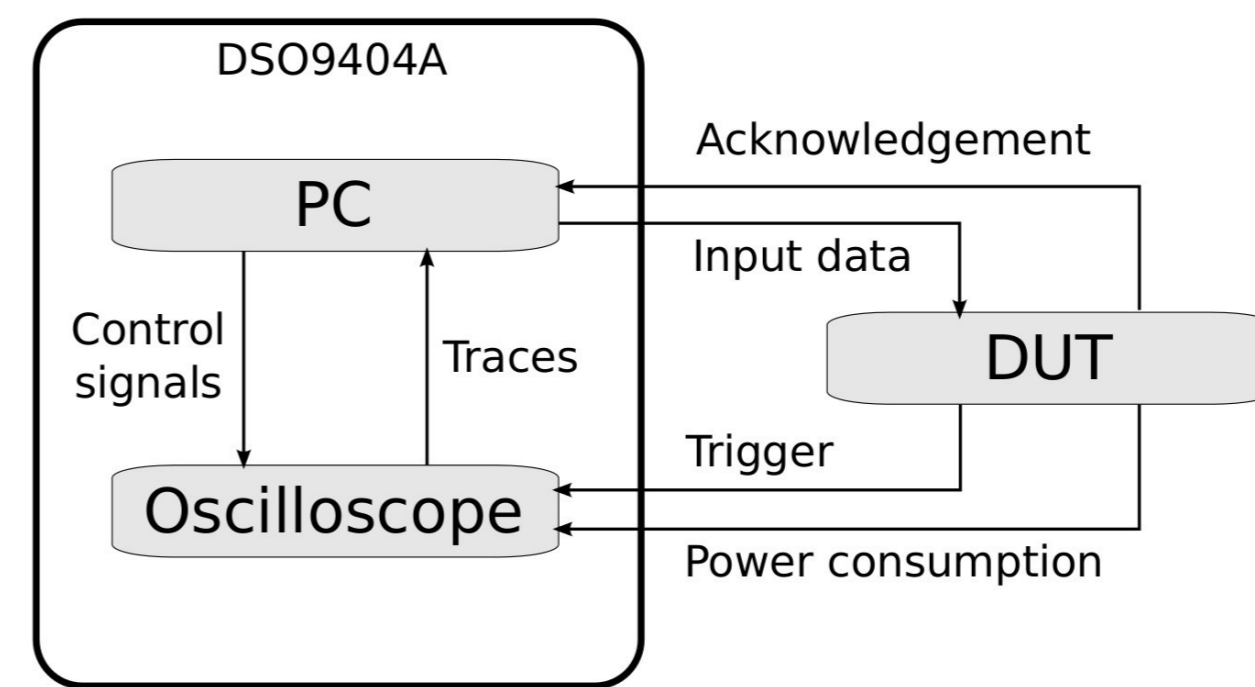 DSO9404A
Acknowledgement
PC
Input data
Control
signals
Traces
DUT
Trigger
Oscilloscope
Power consumption